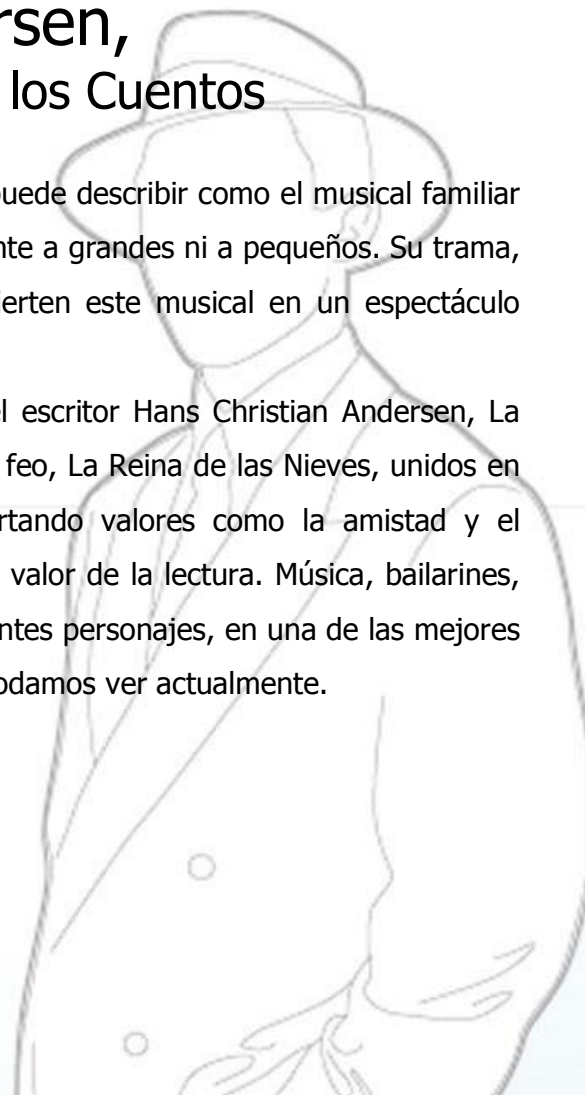 rsen,
los Cuentos
puede describir como el musical familiar
nte a grandes ni a pequeños. Su trama,
ierten este musical en un espectáculo
el escritor Hans Christian Andersen, La
feo, La Reina de las Nieves, unidos en
rtando valores como la amistad y el
valor de la lectura. Música, bailarines,
ntes personajes, en una de las mejores
odamos ver actualmente.